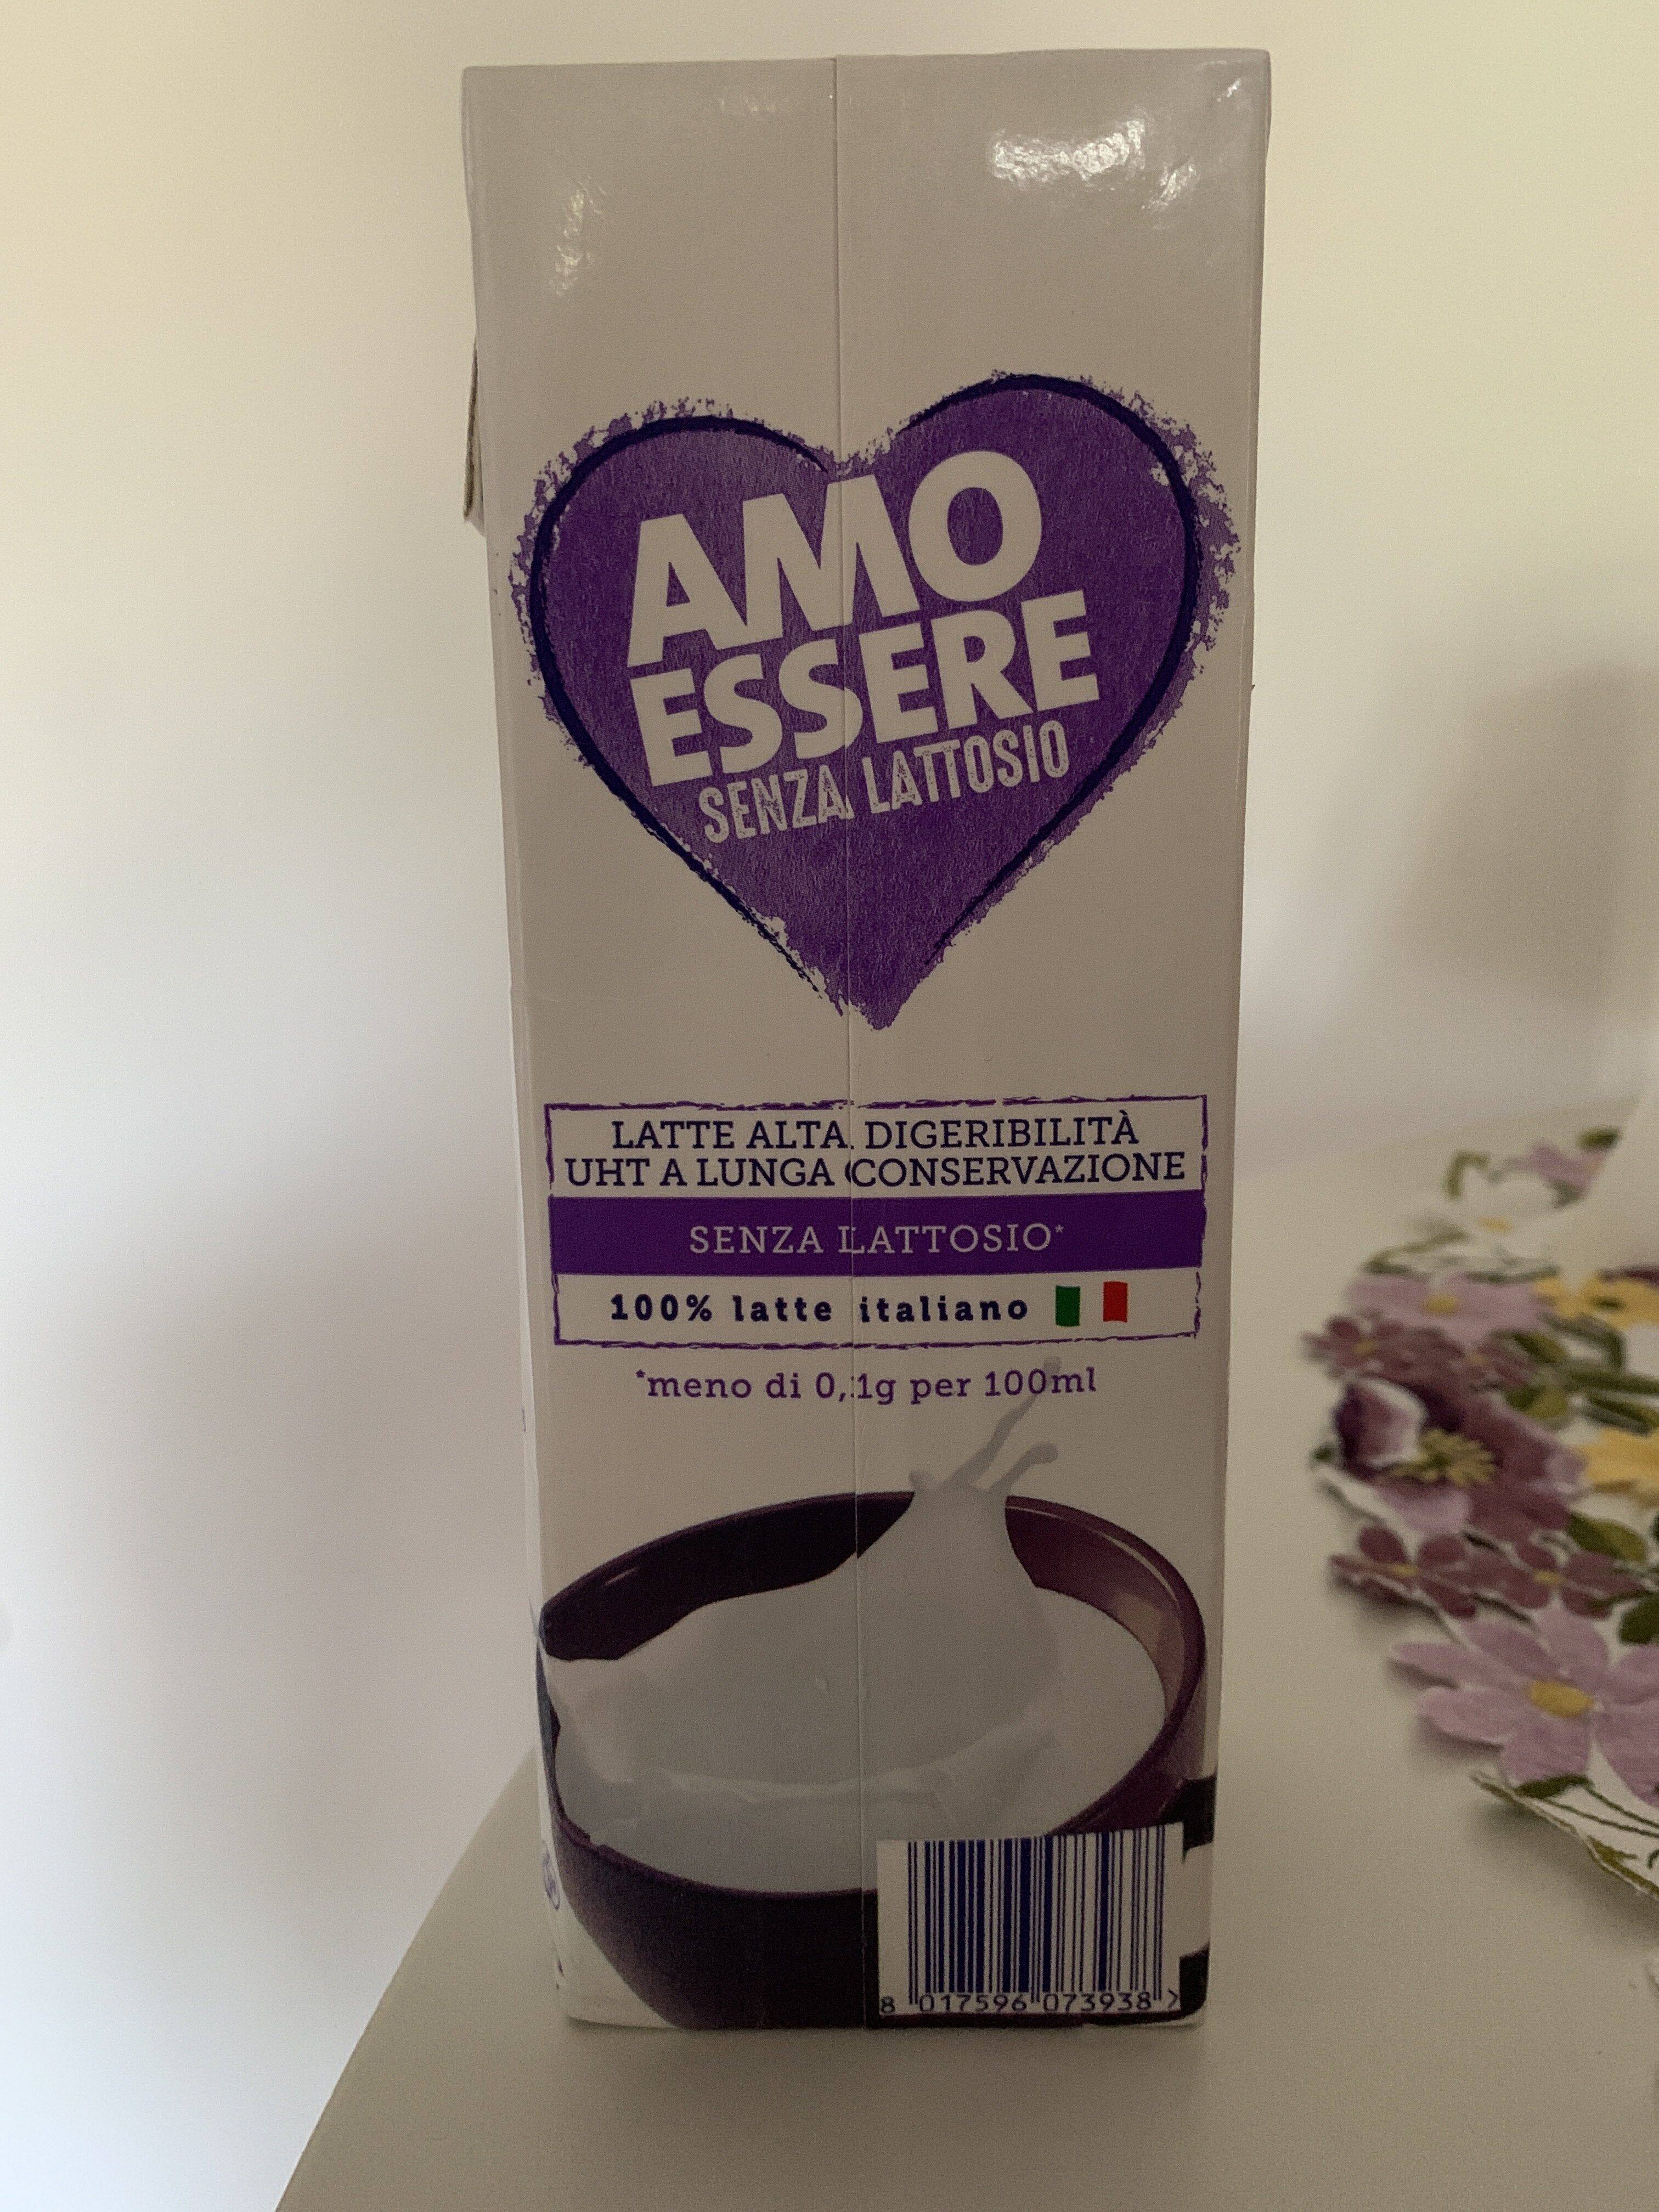 AMO
ESSERE
SENZA LATTOSIO
LATTE ALTA DIGERIBILITÀ
UHT A LUNGA CONSERVAZIONE
SENZA LATTOSIO*
100% latte italiano
*meno di 0,1g per 100ml
8 017596 073938 >